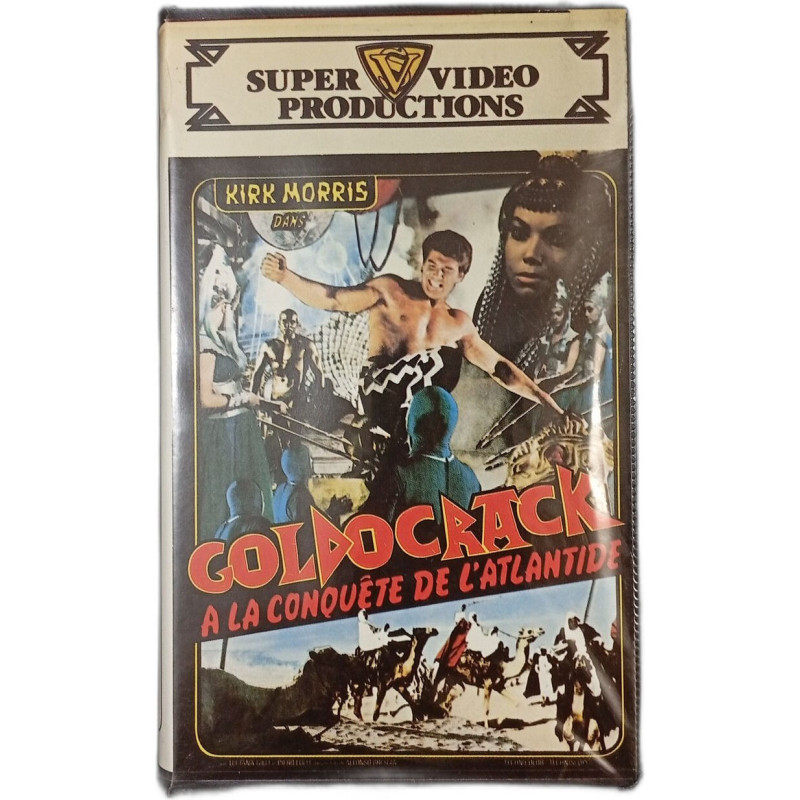 SUPER VIDEO
PRODUCTIONS
KIRK MORRIS
DANS
GOLDOCRACK
A LA CONQUÊTE DE L'ATLANTIDE